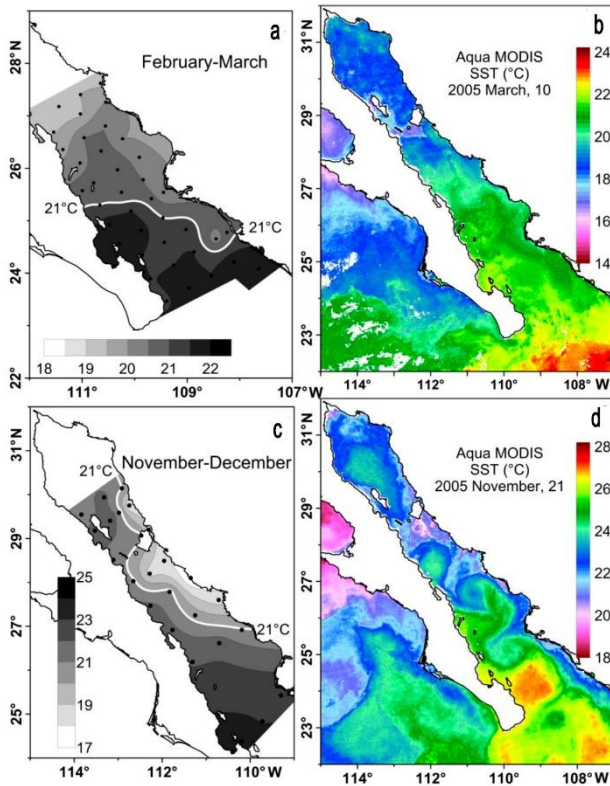 a
February-March
28°
26°
24°
22°
21°C
21°C
18 19 20 21 22
111° 109° 107°W
b
Aqua MODIS
SST (°C)
2005 March, 10
31°N
29°
27°
25°
23°
24
22
20
18
16
14
114° 112° 110° 108° W
c
November-December
31°N
29°
27°
25°N
21°C
21°C
25
23
21
19
17
114° 112° 110°W
d
Aqua MODIS
SST (°C)
2005 November, 21
31°N
29°
27°
25°
23°
28
26
24
22
20
18
114° 112° 110° 108° W